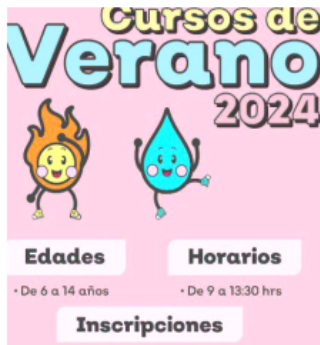 Cursos de
Verano
2024
Edades
Horarios
• De 6 a 14 años
• De 9 a 13:30 hrs
Inscripciones